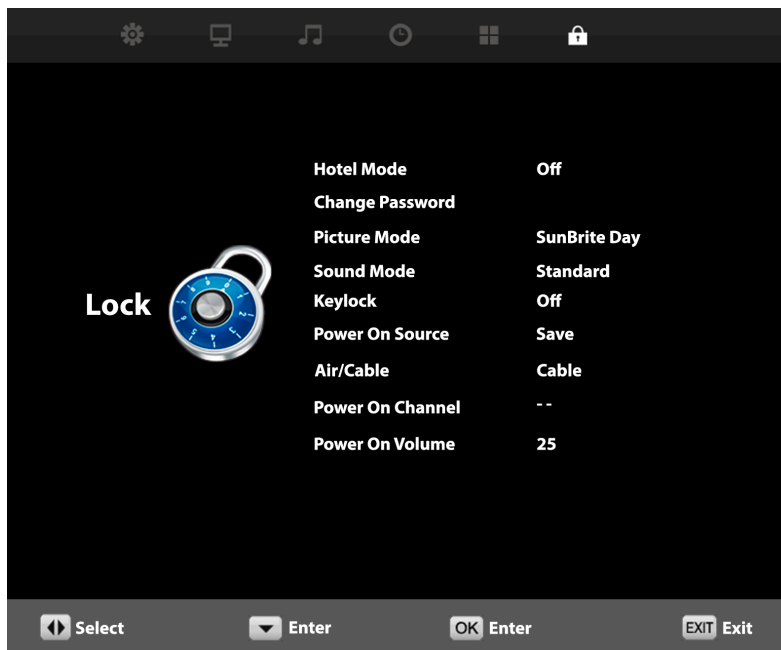 Hotel Mode Off
Change Password
Picture Mode SunBrite Day
Sound Mode Standard
Lock
Keylock Off
Power On Source Save
Air/Cable Cable
Power On Channel - -
Power On Volume 25
Select Enter OK Enter EXIT Exit